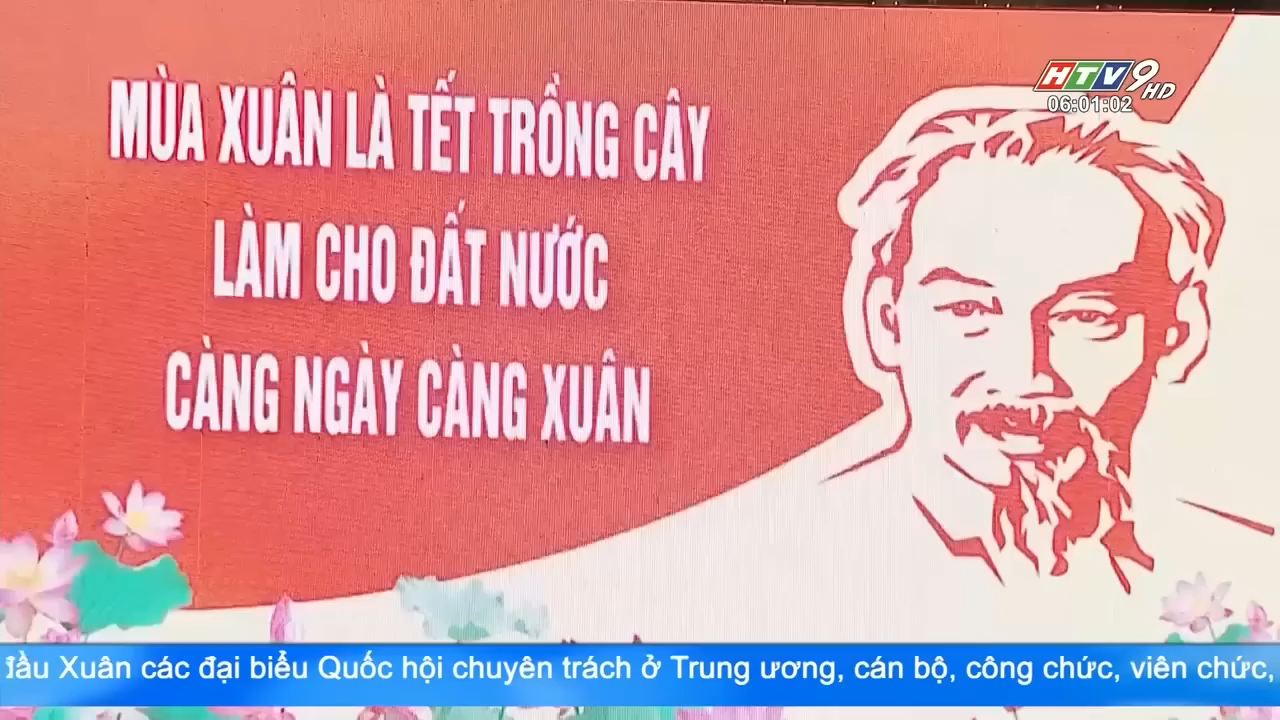 HTV9 HD
06:01:02
MÙA XUÂN LÀ TẾT TRỒNG CÂY
LÀM CHO ĐẤT NƯỚC
CÀNG NGÀY CÀNG XUÂN
đầu Xuân các đại biểu Quốc hội chuyên trách ở Trung ương, cán bộ, công chức, viên chức,